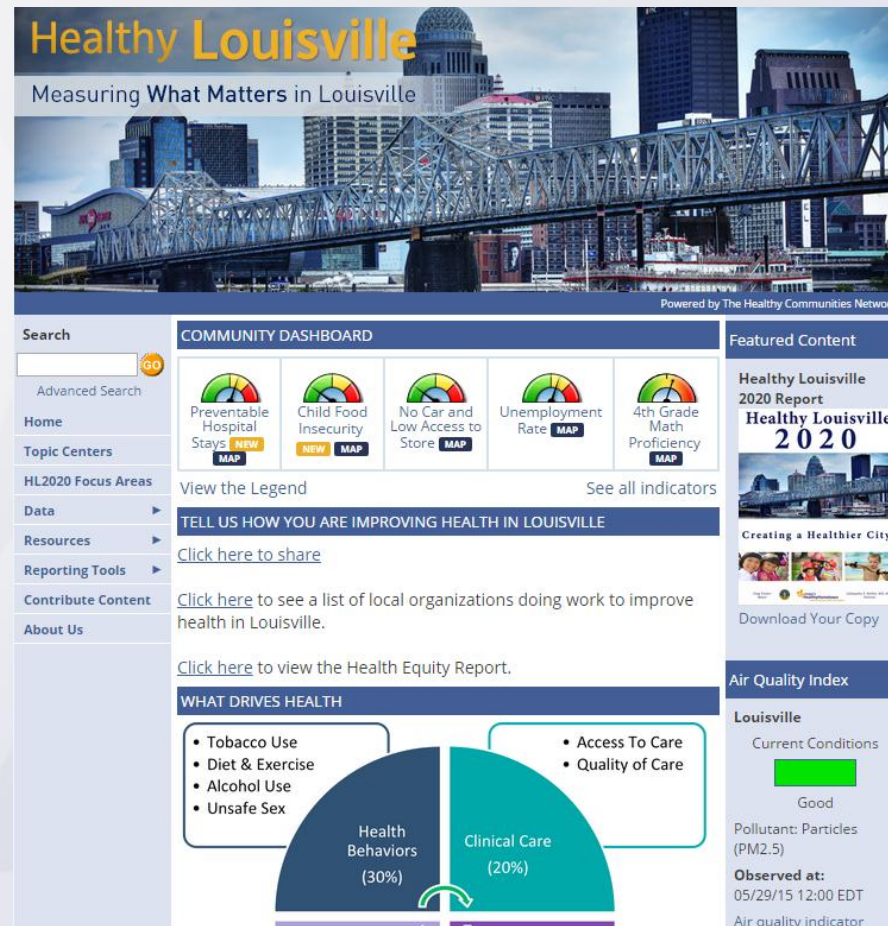 Healthy Louisville
Measuring What Matters in Louisville
Powered by The Healthy Communities Networ
Search
GO
Advanced Search
Home
Topic Centers
HL2020 Focus Areas
Data
Resources
Reporting Tools
Contribute Content
About Us
COMMUNITY DASHBOARD
Preventable
Hospital
Stays NEW
MAP
Child Food
Insecurity
NEW MAP
No Car and
Low Access to
Store MAP
Unemployment
Rate MAP
4th Grade
Math
Proficiency
MAP
View the Legend
See all indicators
TELL US HOW YOU ARE IMPROVING HEALTH IN LOUISVILLE
Click here to share
Click here to see a list of local organizations doing work to improve
health in Louisville.
Click here to view the Health Equity Report.
WHAT DRIVES HEALTH
• Tobacco Use
• Diet & Exercise
• Alcohol Use
• Unsafe Sex
Health
Behaviors
(30%)
• Access To Care
• Quality of Care
Clinical Care
(20%)
Featured Content
Healthy Louisville
2020 Report
Healthy Louisville
2020
Creating a Healthier City
Download Your Copy
Air Quality Index
Louisville
Current Conditions
Good
Pollutant: Particles
(PM2.5)
Observed at:
05/29/15 12:00 EDT
Air quality indicator